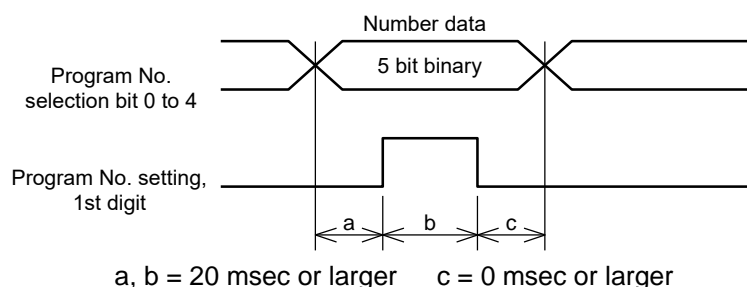 Number data
Program No.
selection bit 0 to 4
5 bit binary
Program No. setting,
1st digit
a
b
c
a, b = 20 msec or larger c = 0 msec or larger